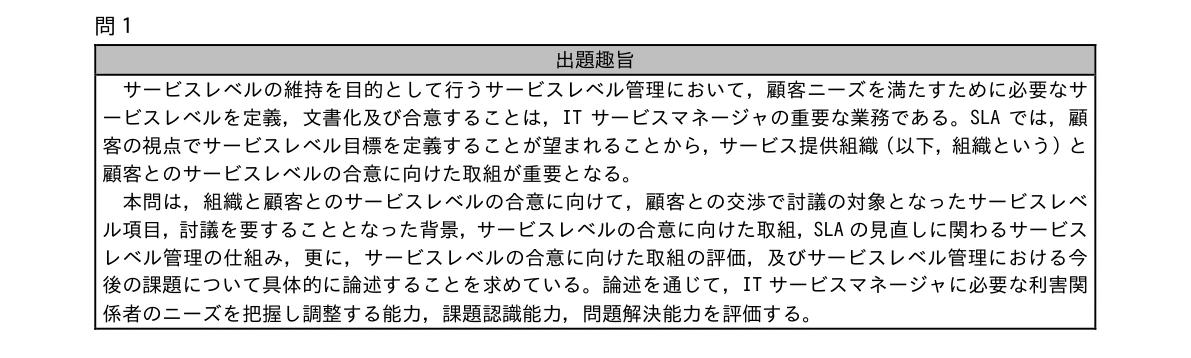 問1
出題趣旨
サービスレベルの維持を目的として行うサービスレベル管理において，顧客ニーズを満たすために必要なサ
ービスレベルを定義，文書化及び合意することは，IT サービスマネージャの重要な業務である。SLA では，顧
客の視点でサービスレベル目標を定義することが望まれることから，サービス提供組織（以下，組織という）と
顧客とのサービスレベルの合意に向けた取組が重要となる。
本問は，組織と顧客とのサービスレベルの合意に向けて，顧客との交渉で討議の対象となったサービスレベ
ル項目，討議を要することとなった背景，サービスレベルの合意に向けた取組，SLA の見直しに関わるサービス
レベル管理の仕組み，更に，サービスレベルの合意に向けた取組の評価，及びサービスレベル管理における今
後の課題について具体的に論述することを求めている。論述を通じて，IT サービスマネージャに必要な利害関
係者のニーズを把握し調整する能力，課題認識能力，問題解決能力を評価する。